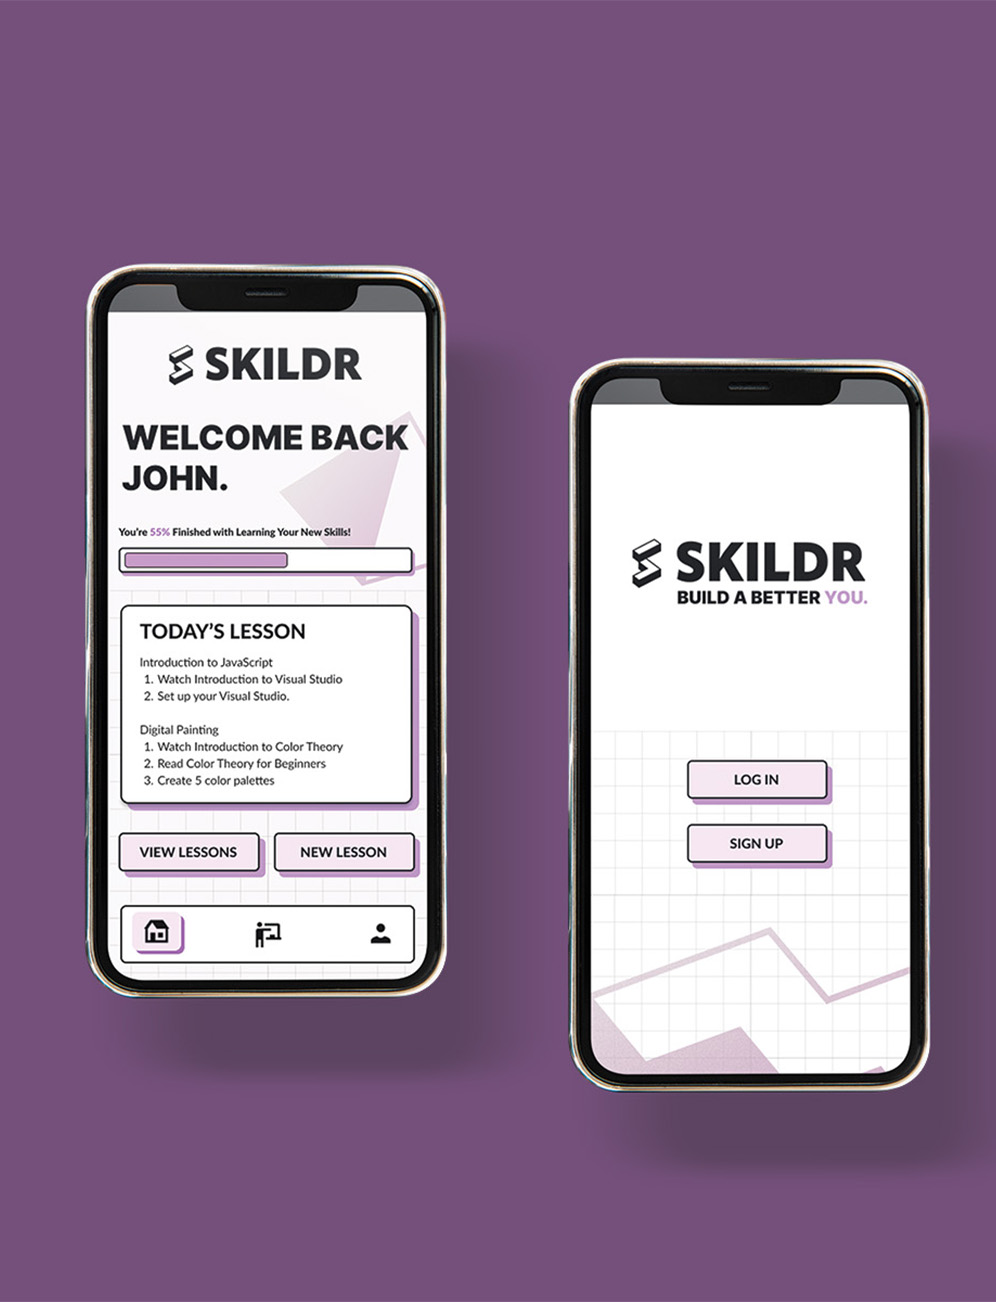 SKILDR
WELCOME BACK
JOHN.
You're 55% Finished with Learning Your New Skills!
TODAY'S LESSON
Introduction to JavaScript
1. Watch Introduction to Visual Studio
2. Set up your Visual Studio.
Digital Painting
1. Watch Introduction to Color Theory
2. Read Color Theory for Beginners
3. Create 5 color palettes
VIEW LESSONS
NEW LESSON
SKILDR
BUILD A BETTER YOU.
LOG IN
SIGN UP